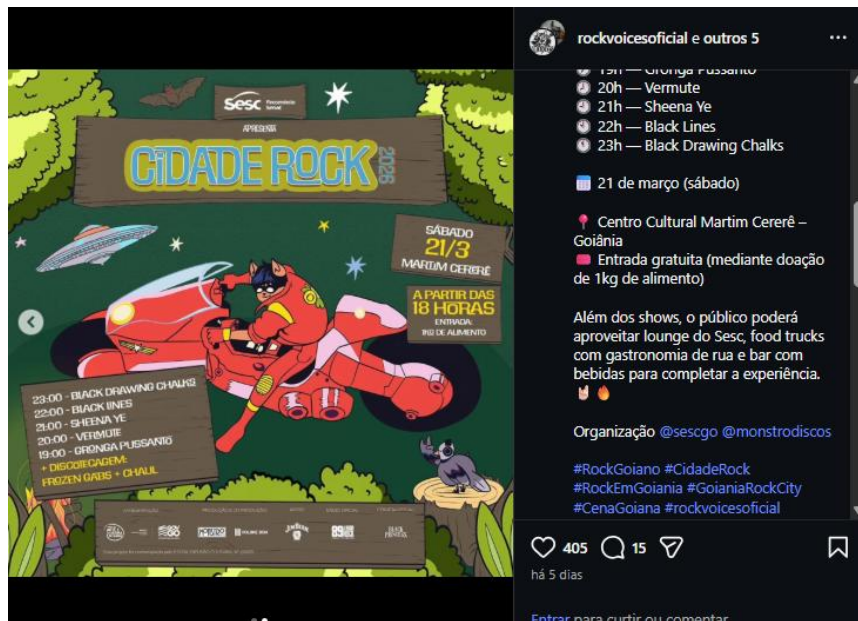 Sesc
APRESENTA
CIDADE ROCK
2026
SÁBADO
21/3
MARTIM CERERÊ
A PARTIR DAS
18 HORAS
ENTRADA:
1KG DE ALIMENTO
23:00 - BLACK DRAWING CHALKS
22:00 - BLACK LINES
21:00 - SHEENA YE
20:00 - VERMUTE
19:00 - GRONGA PUSSANTO
+ DISCOTECAGEM:
FROZEN GABS + CHAUL
rockvoicesoficial e outros 5
19h — Gronga Pussanto
20h — Vermute
21h — Sheena Ye
22h — Black Lines
23h — Black Drawing Chalks
21 de março (sábado)
Centro Cultural Martim Cererê –
Goiânia
Entrada gratuita (mediante doação
de 1kg de alimento)
Além dos shows, o público poderá
aproveitar lounge do Sesc, food trucks
com gastronomia de rua e bar com
bebidas para completar a experiência.
Organização @sescgo @monstrodiscos
#RockGoiano #CidadeRock
#RockEmGoiania #GoianiaRockCity
#CenaGoiana #rockvoicesoficial
405 15
há 5 dias
Entrar para curtir ou comentar